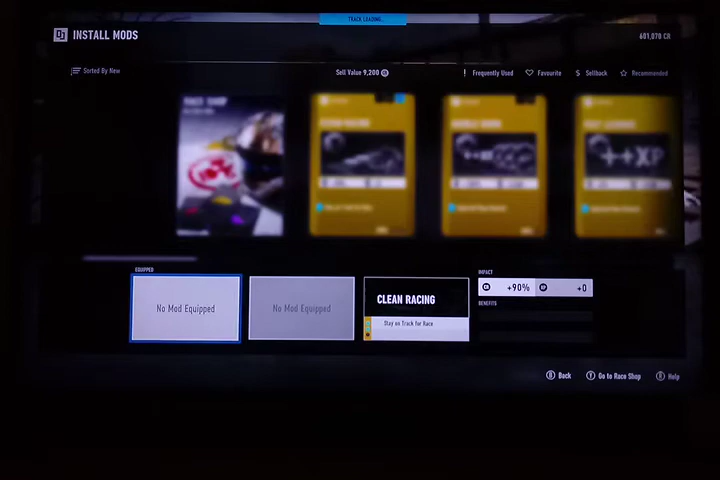 TRACK LOADING...
INSTALL MODS
601,070 CR
Sorted By New
Sell Value 9,200
! Frequently Used
Favourite
$ Sellback
Recommended
++XP
EQUIPPED
No Mod Equipped
No Mod Equipped
CLEAN RACING
Stay on Track for Race
IMPACT
+90%
+0
BENEFITS
B Back
Y Go to Race Shop
Help